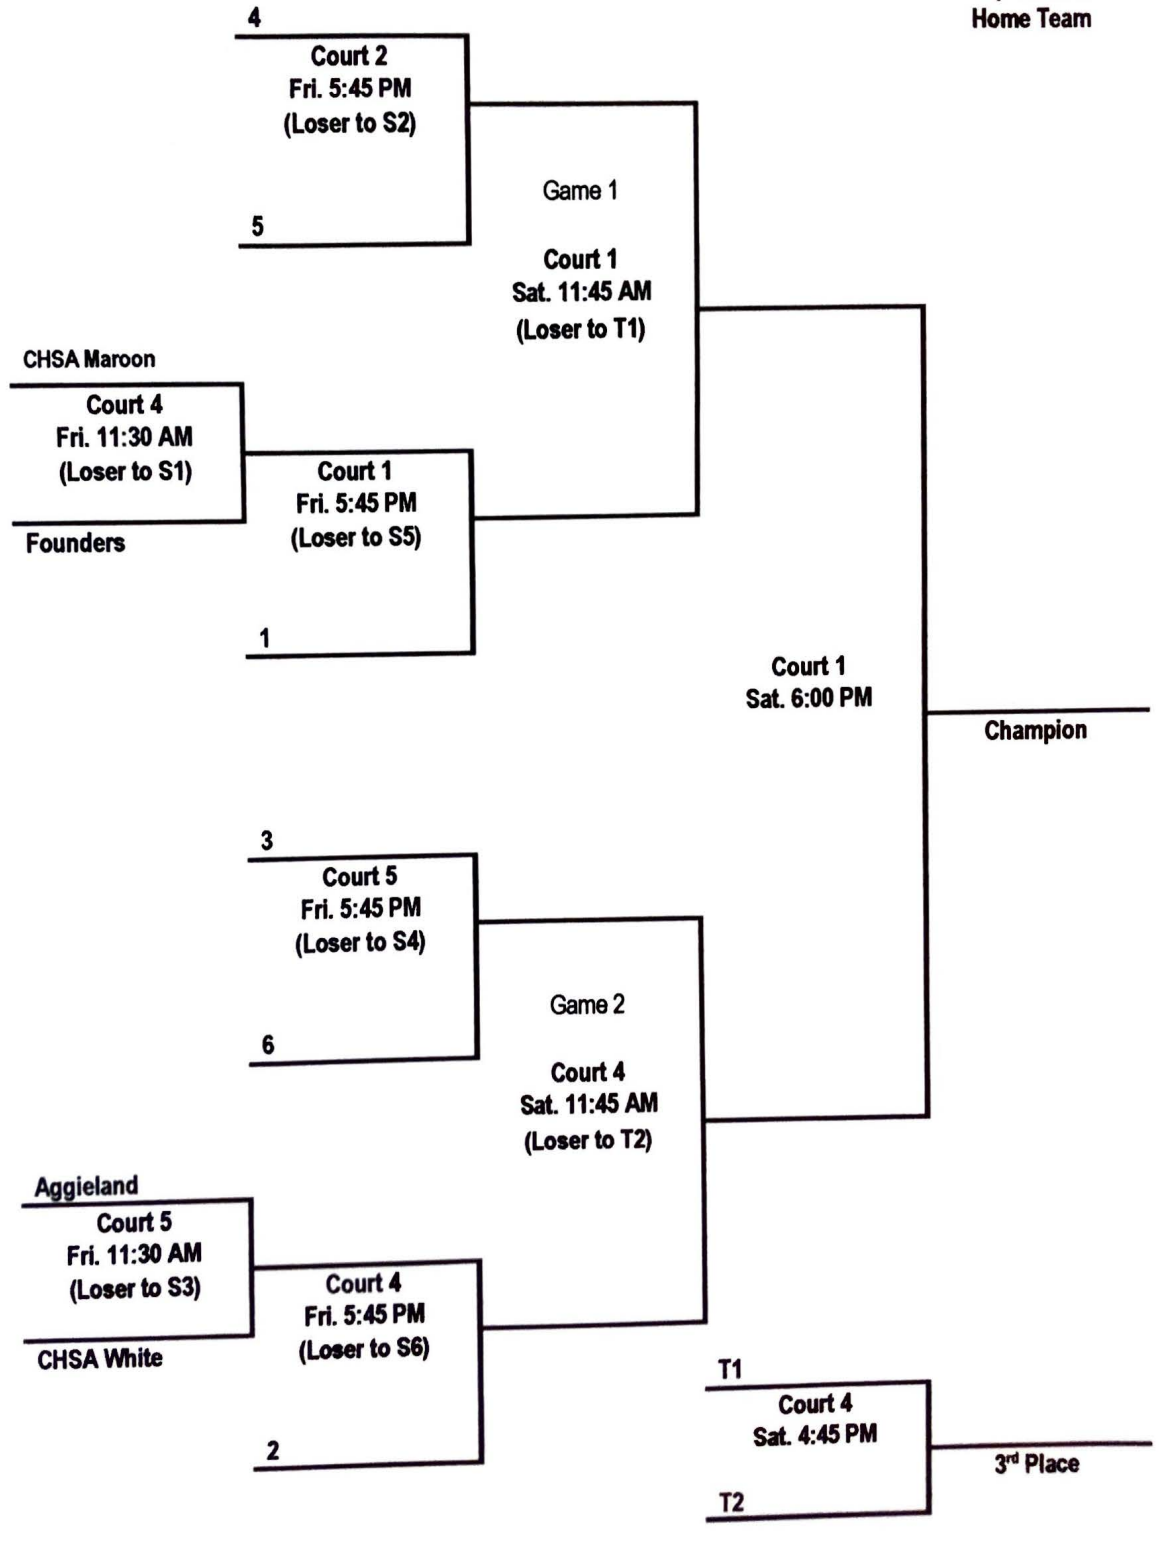 Home Team
4
Court 2
Fri. 5:45 PM
(Loser to S2)
5
Game 1
Court 1
Sat. 11:45 AM
(Loser to T1)
CHSA Maroon
Court 4
Fri. 11:30 AM
(Loser to S1)
Founders
Court 1
Fri. 5:45 PM
(Loser to S5)
1
Court 1
Sat. 6:00 PM
Champion
3
Court 5
Fri. 5:45 PM
(Loser to S4)
6
Game 2
Court 4
Sat. 11:45 AM
(Loser to T2)
Aggieland
Court 5
Fri. 11:30 AM
(Loser to S3)
CHSA White
Court 4
Fri. 5:45 PM
(Loser to S6)
2
T1
Court 4
Sat. 4:45 PM
T2
3rd Place